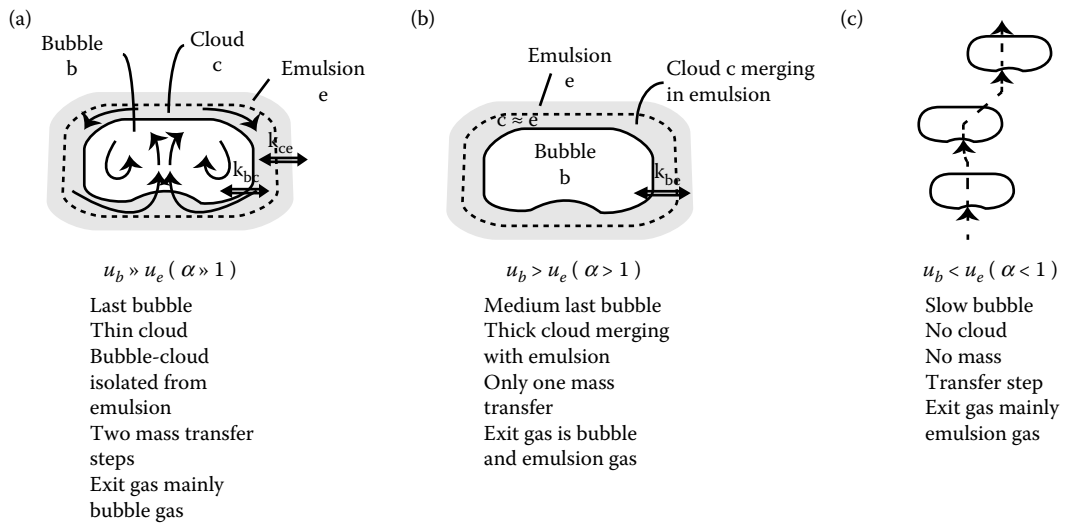 (a)
Bubble
b
Cloud
c
Emulsion
e
k_ce
k_bc
u_b » u_e ( α » 1 )
Last bubble
Thin cloud
Bubble-cloud
isolated from
emulsion
Two mass transfer
steps
Exit gas mainly
bubble gas
(b)
Emulsion
e
Cloud c merging
in emulsion
c ≈ e
Bubble
b
k_be
u_b > u_e ( α > 1 )
Medium last bubble
Thick cloud merging
with emulsion
Only one mass
transfer
Exit gas is bubble
and emulsion gas
(c)
u_b < u_e ( α < 1 )
Slow bubble
No cloud
No mass
Transfer step
Exit gas mainly
emulsion gas